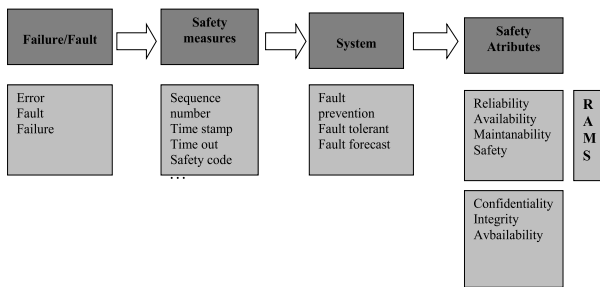 Failure/Fault
Safety
measures
System
Safety
Atributes
Error
Fault
Failure
Sequence
number
Time stamp
Time out
Safety code
...
Fault
prevention
Fault tolerant
Fault forecast
Reliability
Availability
Maintanability
Safety
R
A
M
S
Confidentiality
Integrity
Avbailability